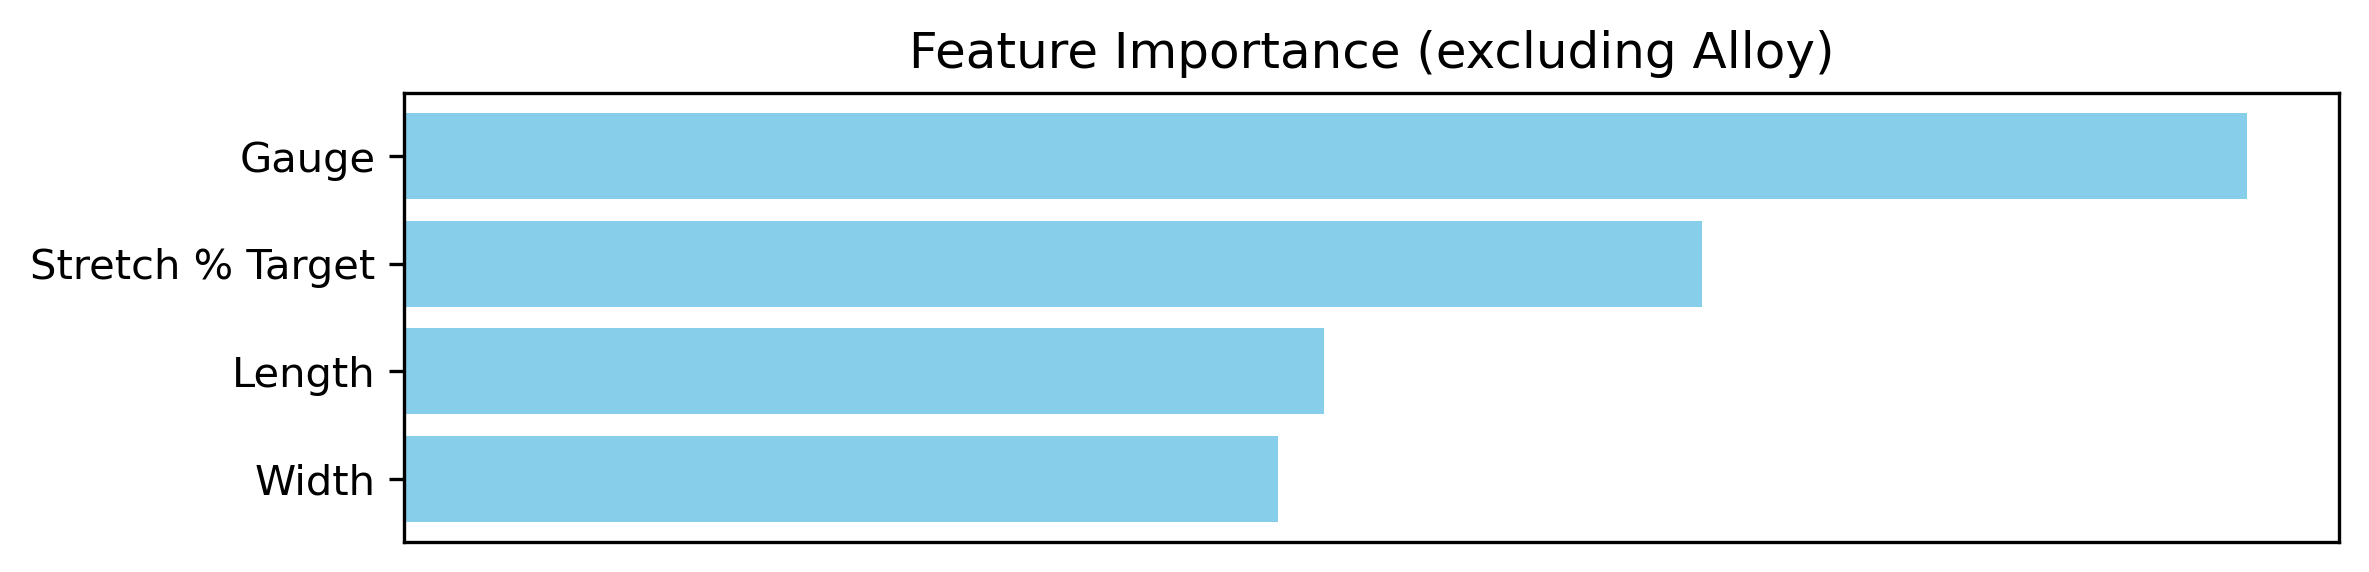 Feature Importance (excluding Alloy)
Gauge
Stretch % Target
Length
Width